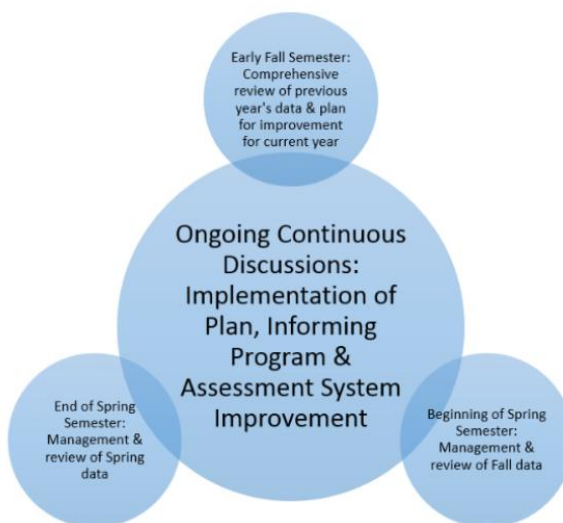 Early Fall Semester:
Comprehensive
review of previous
year's data & plan
for improvement
for current year
Ongoing Continuous
Discussions:
Implementation of
Plan, Informing
Program &
Assessment System
Improvement
End of Spring
Semester:
Management &
review of Spring
data
Beginning of Spring
Semester:
Management &
review of Fall data